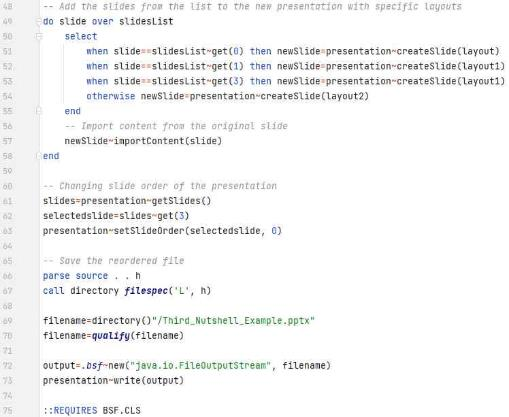 48 -- Add the slides from the list to the new presentation with specific layouts
49 do slide over slidesList
50 select
51 when slide==slidesList~get(0) then newSlide=presentation~createSlide(layout)
52 when slide==slidesList~get(1) then newSlide=presentation~createSlide(layout1)
53 when slide==slidesList~get(3) then newSlide=presentation~createSlide(layout1)
54 otherwise newSlide=presentation~createSlide(layout2)
55 end
56 -- Import content from the original slide
57 newSlide~importContent(slide)
58 end
59
60 -- Changing slide order of the presentation
61 slides=presentation~getSlides()
62 selectedslide=slides~get(3)
63 presentation~setSlideOrder(selectedslide, 0)
64
65 -- Save the reordered file
66 parse source . . h
67 call directory filespec('L', h)
68
69 filename=directory()"/Third_Nutshell_Example.pptx"
70 filename=qualify(filename)
71
72 output=.bsf~new("java.io.FileOutputStream", filename)
73 presentation~write(output)
74
75 ::REQUIRES BSF.CLS